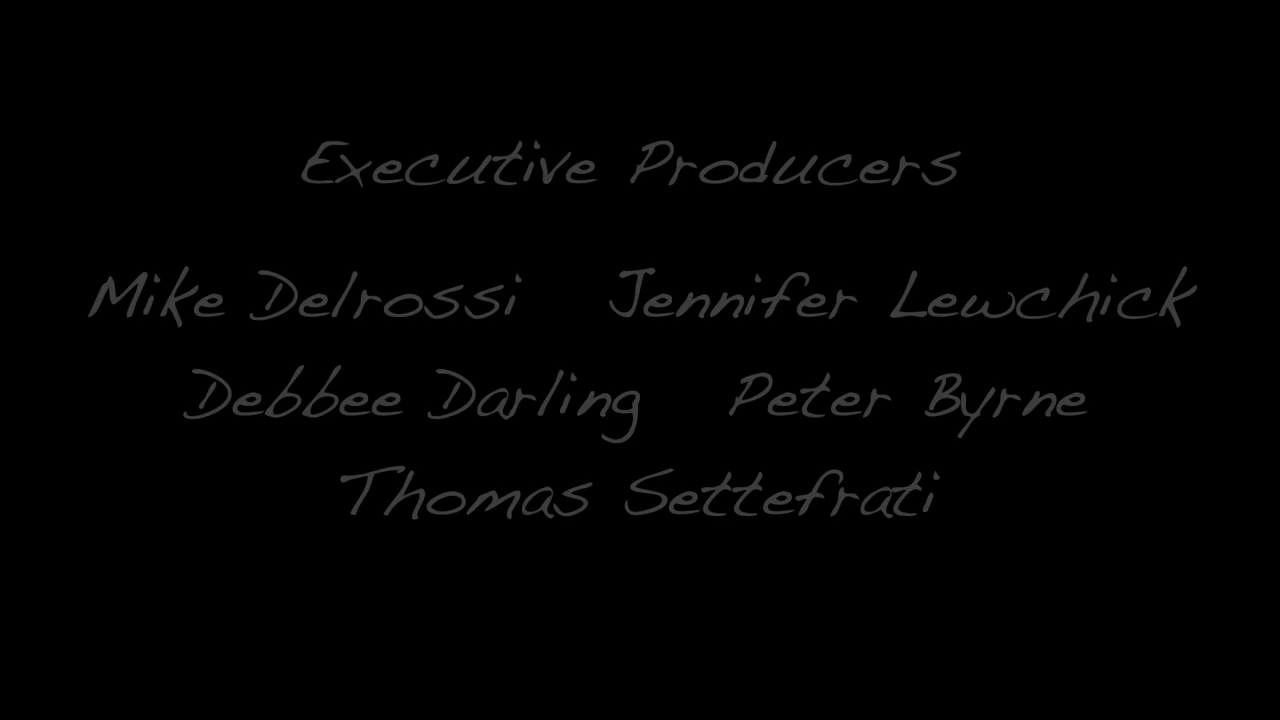 Executive Producers
Mike Delrossi Jennifer Lewchick
Debbee Darling Peter Byrne
Thomas Settefrati